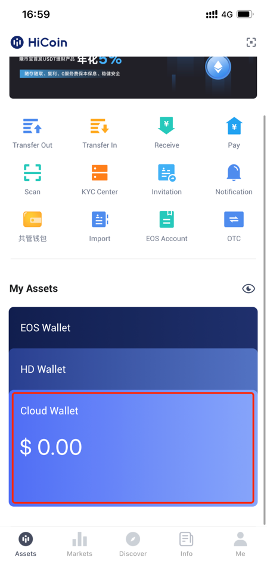 16:59
4G
HiCoin
年化5%
Transfer Out
Transfer In
Receive
Pay
Scan
KYC Center
Invitation
Notification
共管钱包
Import
EOS Account
OTC
My Assets
EOS Wallet
HD Wallet
Cloud Wallet
$ 0.00
Assets
Markets
Discover
Info
Me